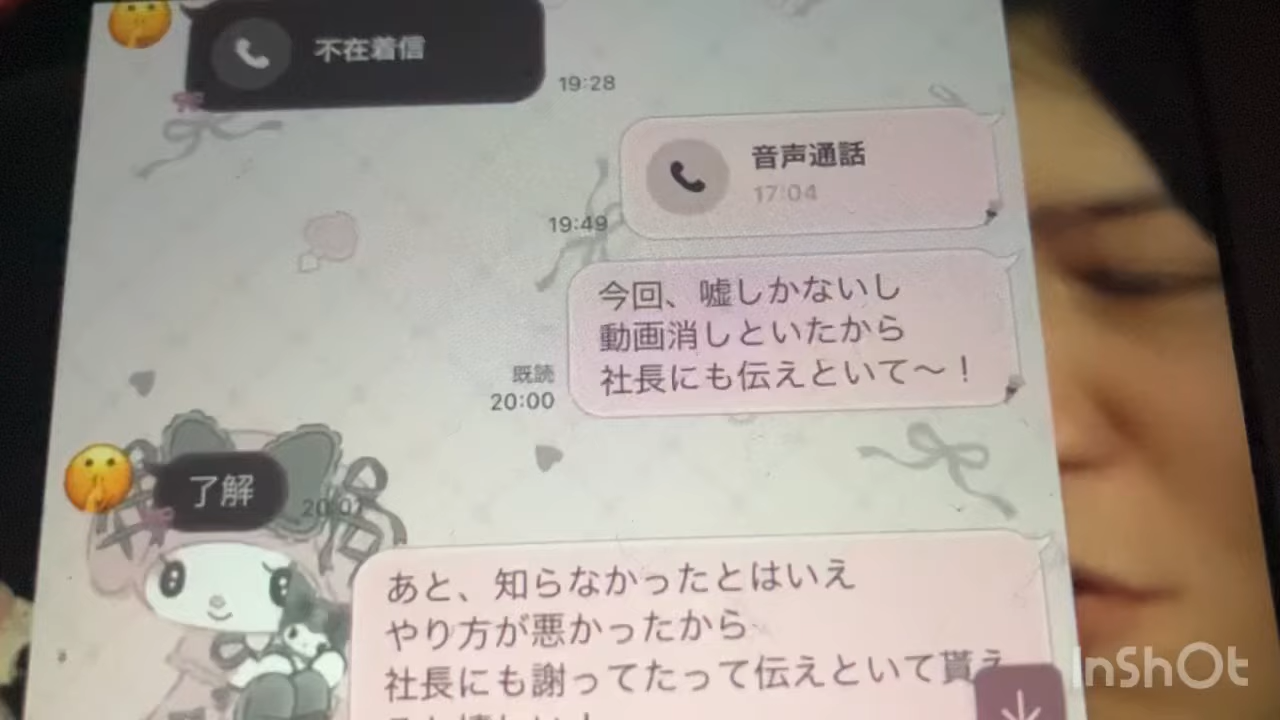 不在着信
19:28
音声通話
17:04
19:49
今回、嘘しかないし
動画消しといたから
社長にも伝えといて〜！
既読
20:00
了解
あと、知らなかったとはいえ
やり方が悪かったから
社長にも謝ってたって伝えといて貰え
InShOt